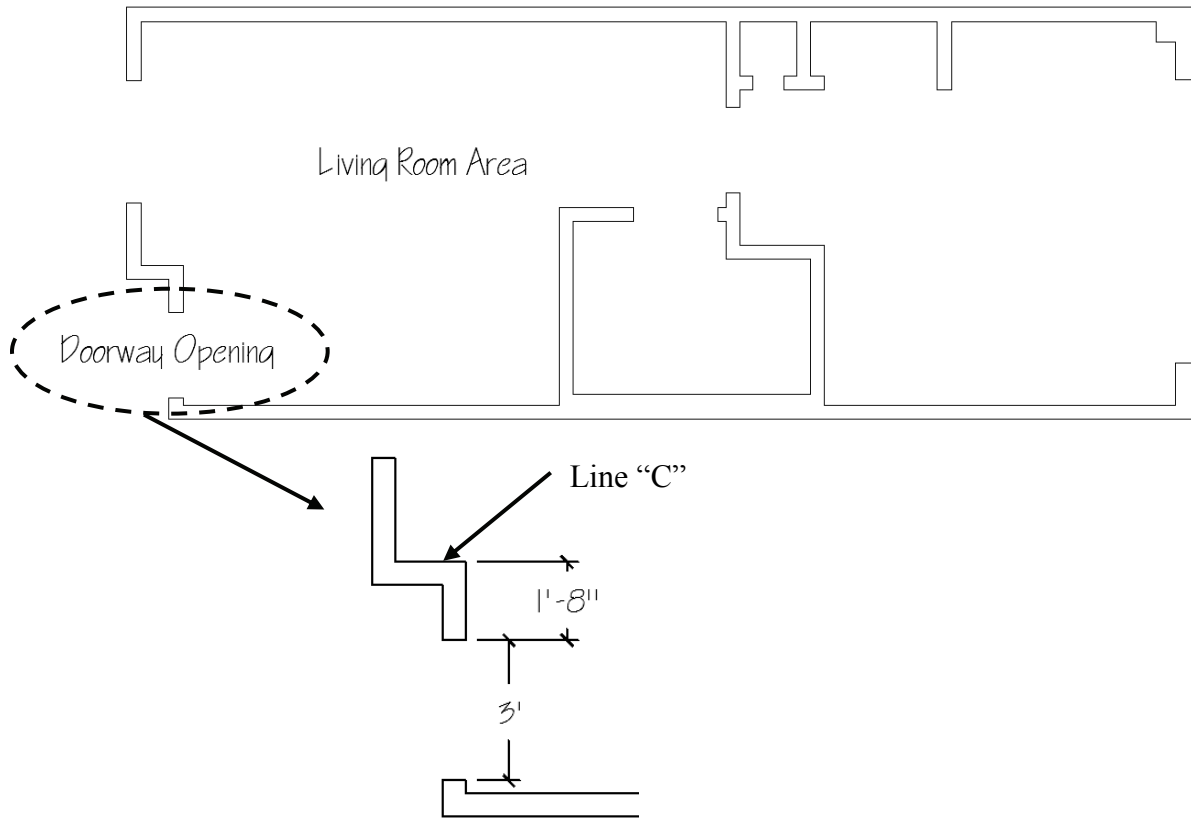 Living Room Area
Doorway Opening
Line “C”
1'-8"
3'